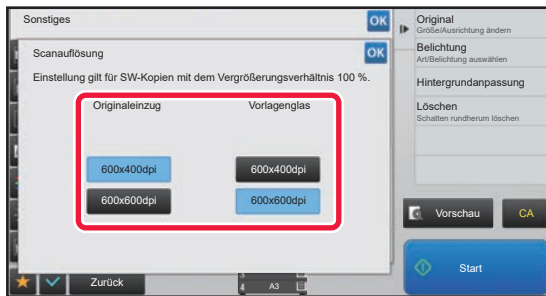 Sonstiges
OK
Scanauflösung
OK
Einstellung gilt für SW-Kopien mit dem Vergrößerungsverhältnis 100 %.
Originaleinzug
Vorlagenglas
600x400dpi
600x400dpi
600x600dpi
600x600dpi
Original
Größe/Ausrichtung ändern
Belichtung
Art/Belichtung auswählen
Hintergrundanpassung
Löschen
Schatten rundherum löschen
Vorschau
CA
Start
Zurück
4
A3